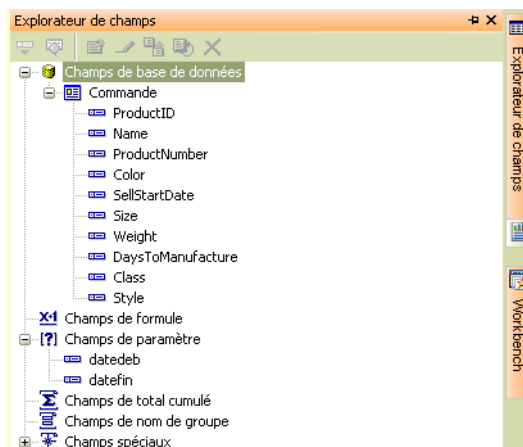 Explorateur de champs
Champs de base de données
Commande
ProductID
Name
ProductNumber
Color
SellStartDate
Size
Weight
DaysToManufacture
Class
Style
X+1 Champs de formule
[?] Champs de paramètre
datedeb
datefin
Champs de total cumulé
Champs de nom de groupe
Champs spéciaux
Explorateur de champs
Workbench